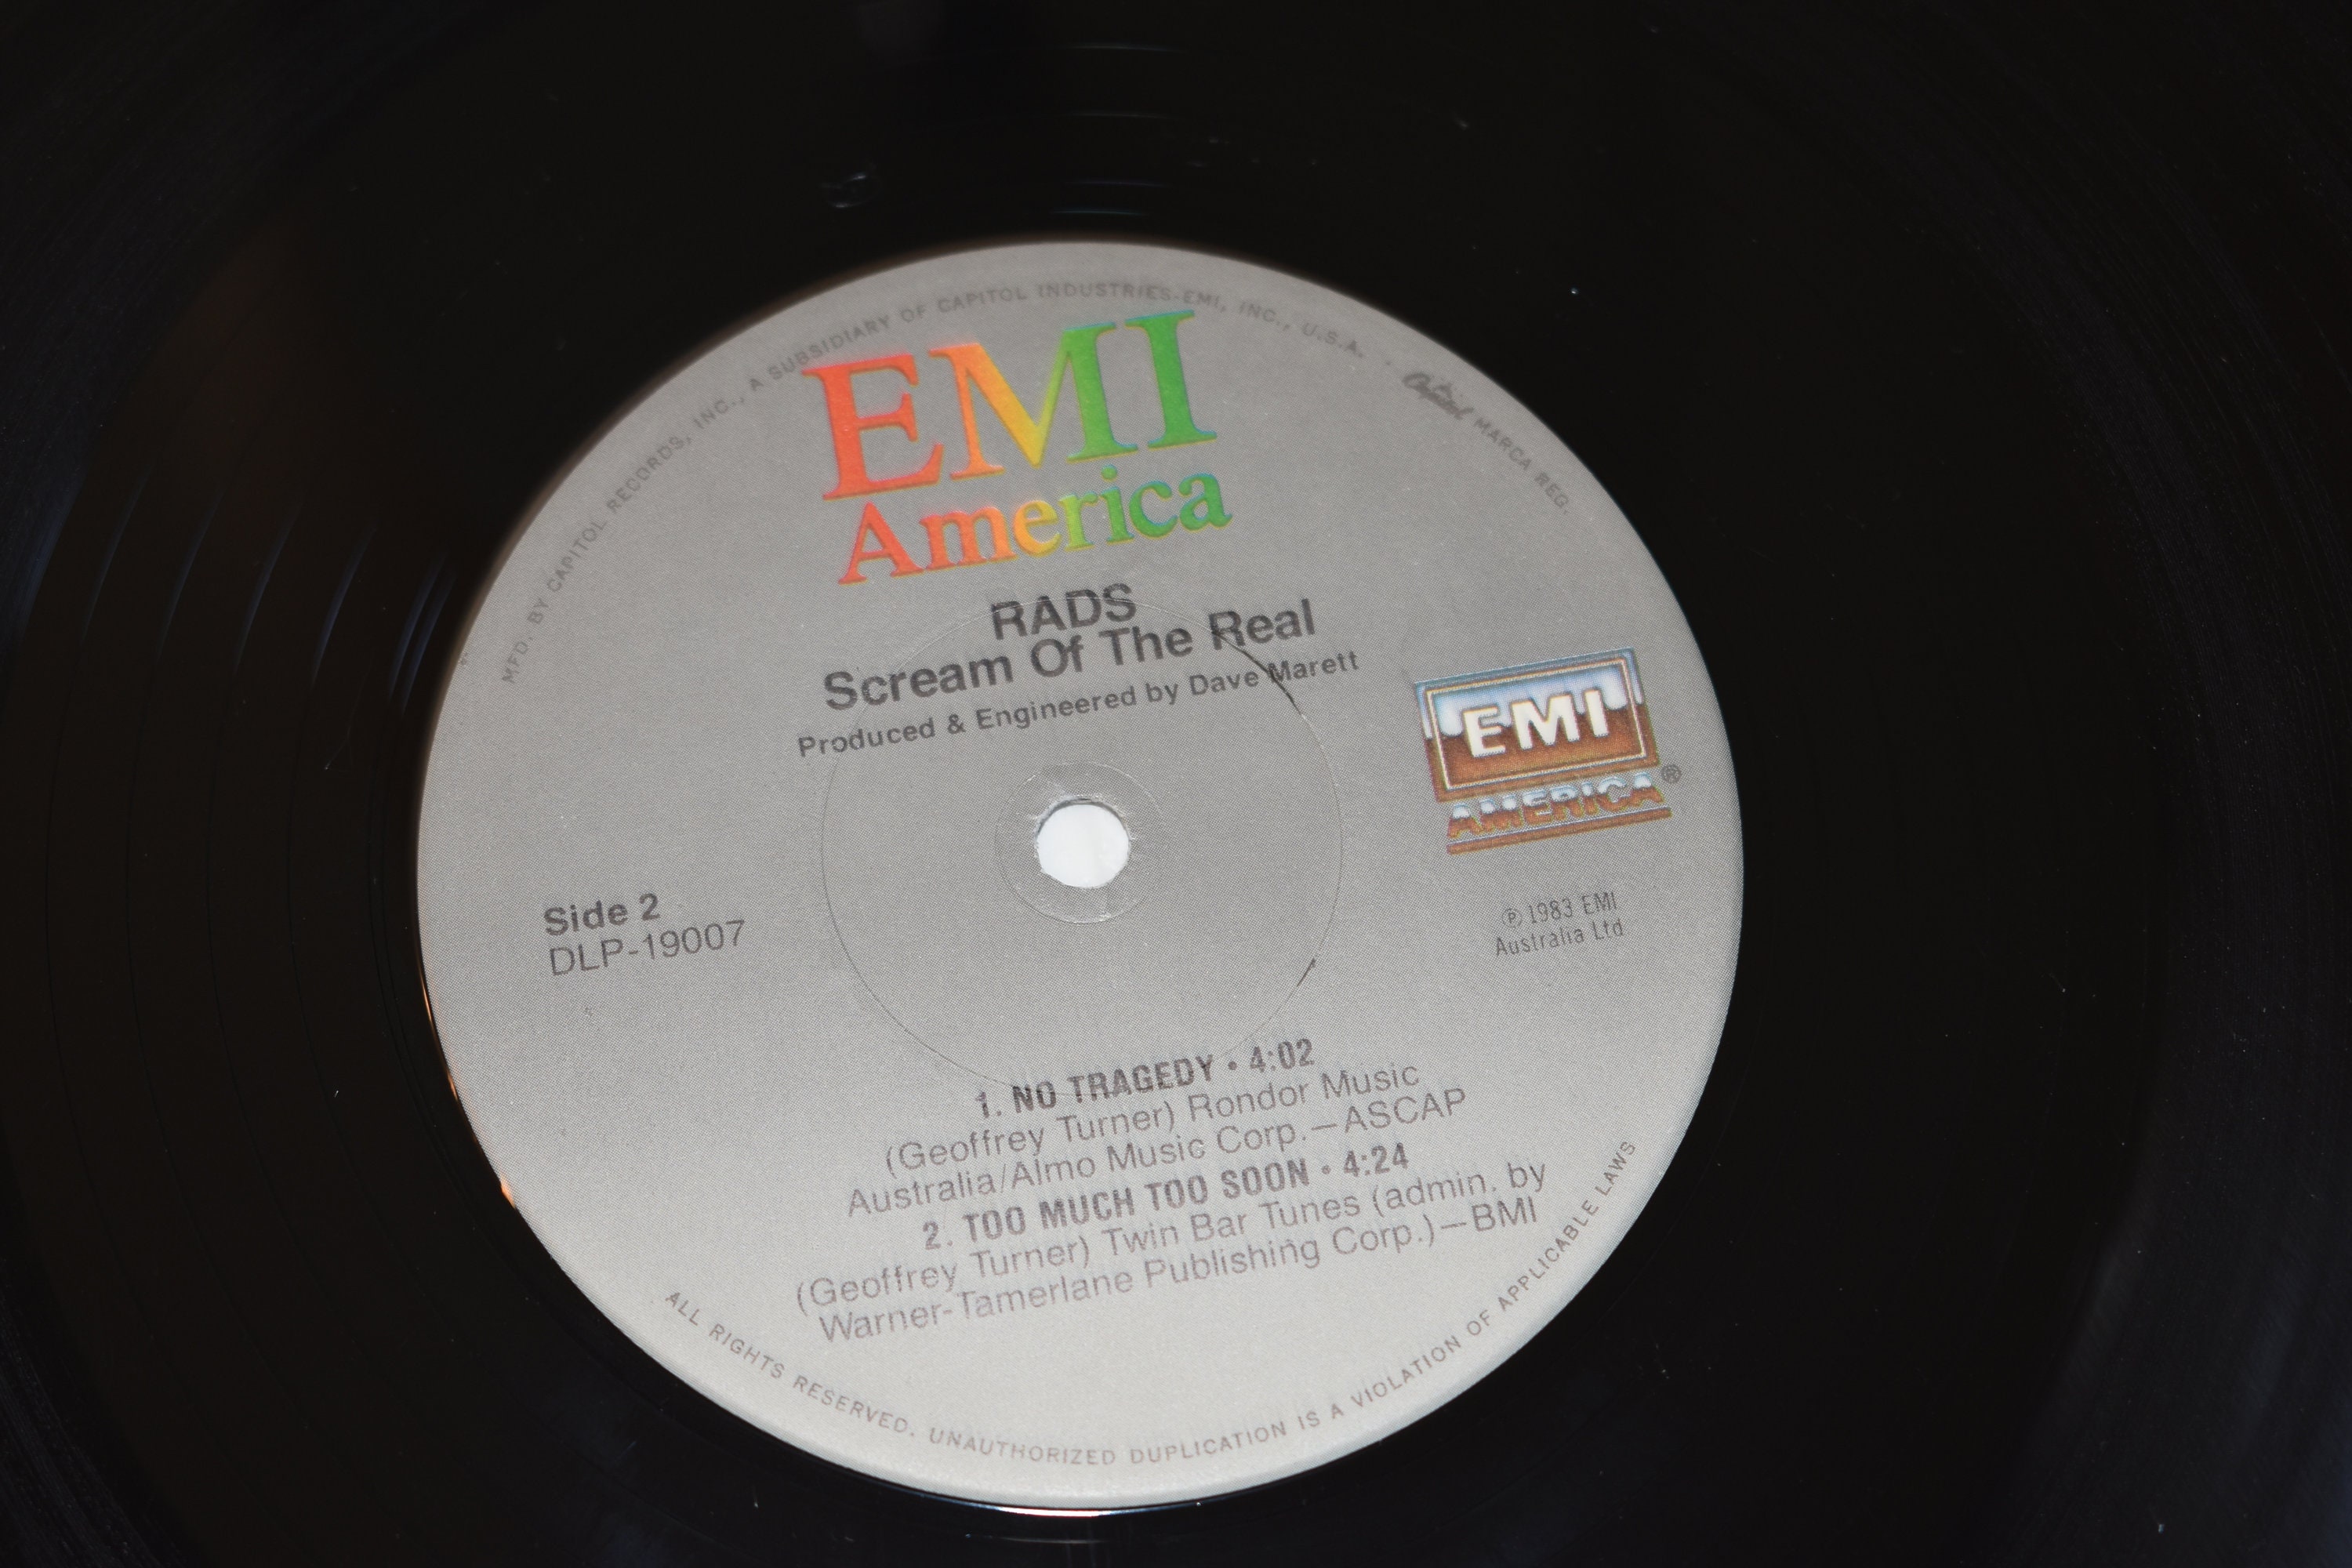 MFD. BY CAPITOL RECORDS, INC., A SUBSIDIARY OF CAPITOL INDUSTRIES-EMI, INC., U.S.A. · Capitol MARCA REG.
EMI
America
RADS
Scream Of The Real
Produced & Engineered by Dave Marett
EMI
AMERICA®
Side 2
DLP-19007
℗ 1983 EMI
Australia Ltd
1. NO TRAGEDY • 4:02
(Geoffrey Turner) Rondor Music
Australia/Almo Music Corp.—ASCAP
2. TOO MUCH TOO SOON • 4:24
(Geoffrey Turner) Twin Bar Tunes (admin. by
Warner-Tamerlane Publishing Corp.)—BMI
ALL RIGHTS RESERVED. UNAUTHORIZED DUPLICATION IS A VIOLATION OF APPLICABLE LAWS